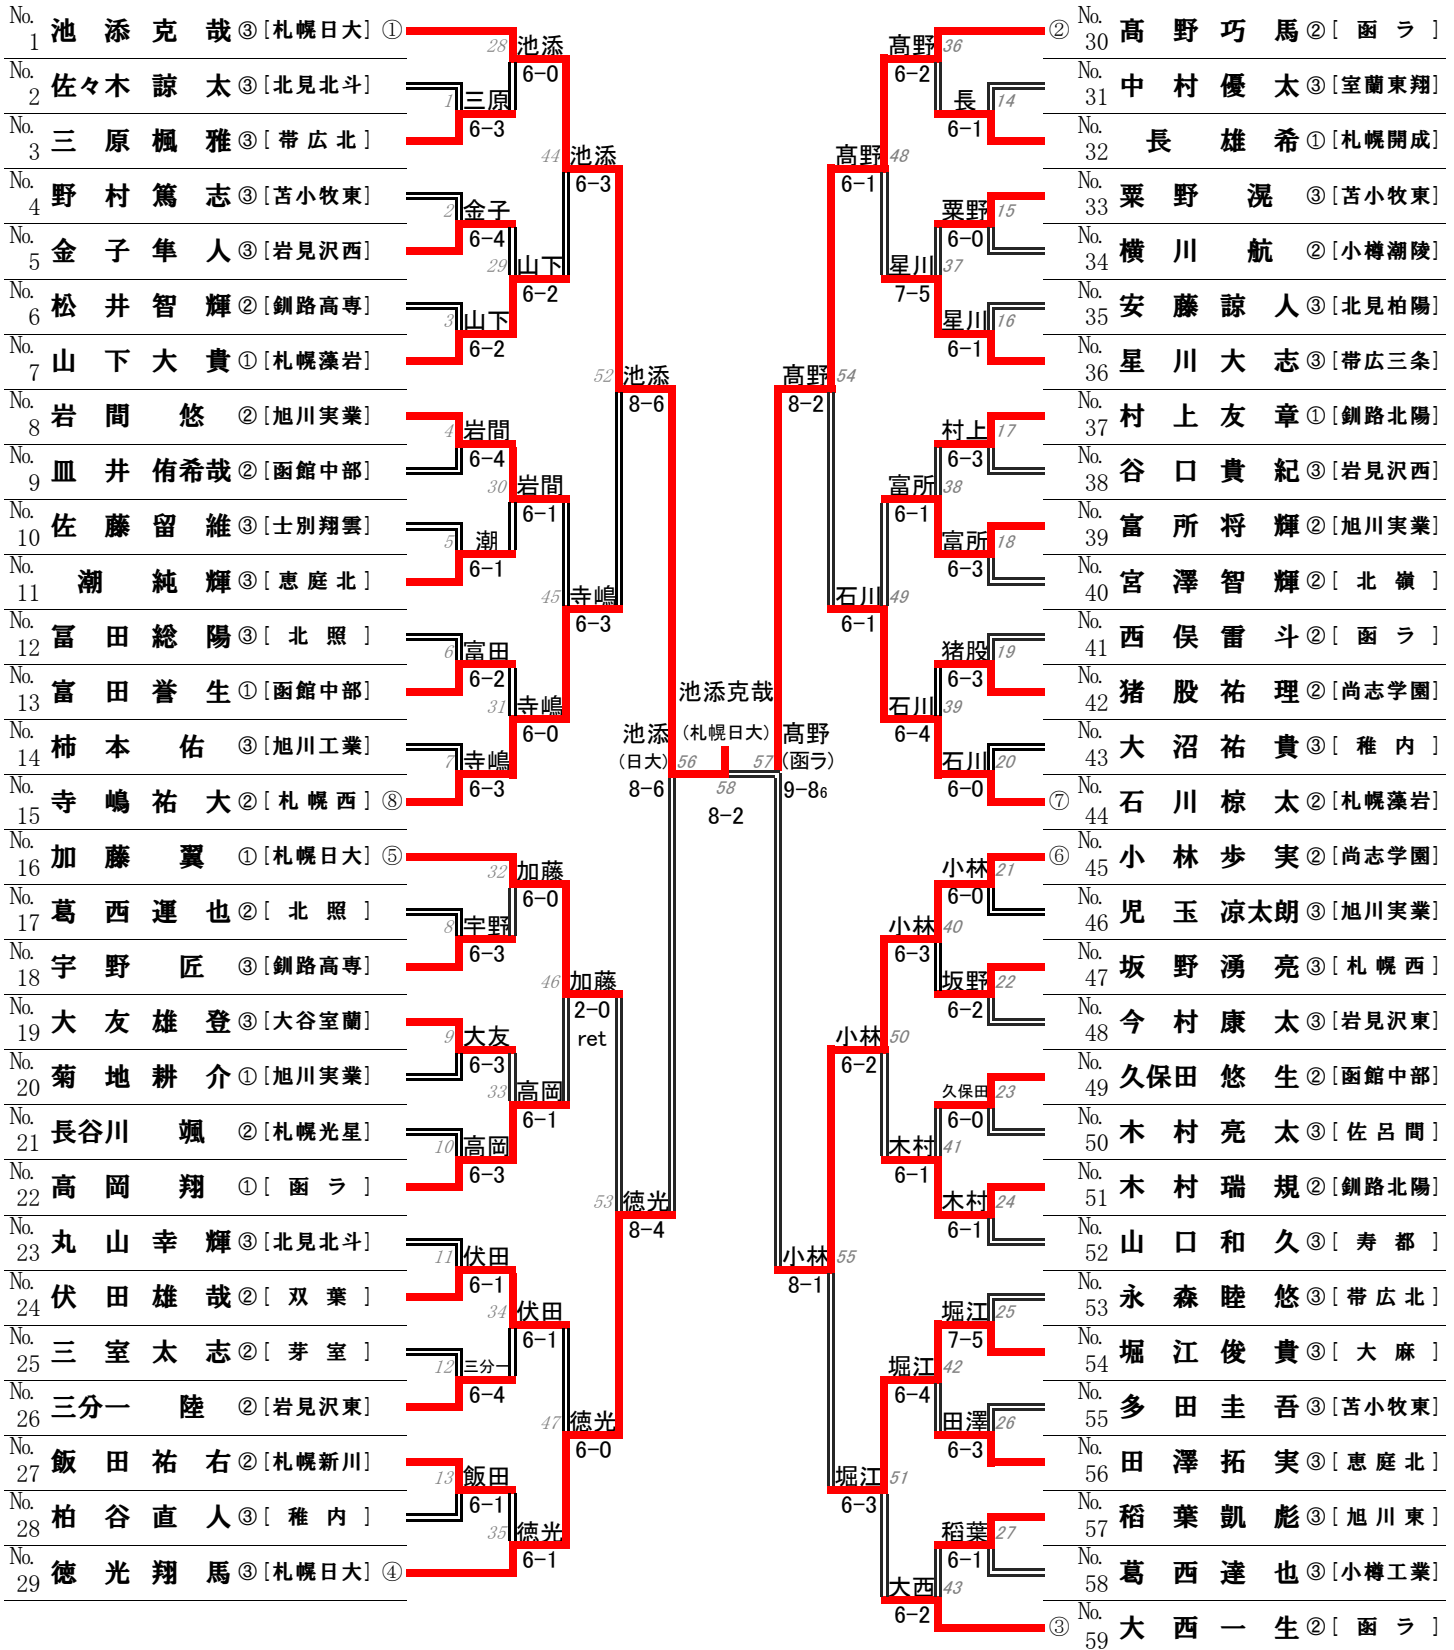 No. 1 池添克哉 ③ [札幌日大] ①
No. 2 佐々木諒太 ③ [北見北斗]
No. 3 三原楓雅 ③ [帯広北]
No. 4 野村篤志 ③ [苫小牧東]
No. 5 金子隼人 ③ [岩見沢西]
No. 6 松井智輝 ② [釧路高専]
No. 7 山下大貴 ① [札幌藻岩]
No. 8 岩間悠 ② [旭川実業]
No. 9 皿井侑希哉 ② [函館中部]
No. 10 佐藤留維 ③ [士別翔雲]
No. 11 潮純輝 ③ [恵庭北]
No. 12 冨田総陽 ③ [北照]
No. 13 富田誉生 ① [函館中部]
No. 14 柿本佑 ③ [旭川工業]
No. 15 寺嶋祐大 ② [札幌西] ⑧
No. 16 加藤翼 ① [札幌日大] ⑤
No. 17 葛西運也 ② [北照]
No. 18 宇野匠 ③ [釧路高専]
No. 19 大友雄登 ③ [大谷室蘭]
No. 20 菊地耕介 ① [旭川実業]
No. 21 長谷川颯 ② [札幌光星]
No. 22 高岡翔 ① [函ラ]
No. 23 丸山幸輝 ③ [北見北斗]
No. 24 伏田雄哉 ② [双葉]
No. 25 三室太志 ② [芽室]
No. 26 三分一陸 ② [岩見沢東]
No. 27 飯田祐右 ② [札幌新川]
No. 28 柏谷直人 ③ [稚内]
No. 29 徳光翔馬 ③ [札幌日大] ④
1 三原 6-3
2 金子 6-4
3 山下 6-2
4 岩間 6-4
5 潮 6-1
6 富田 6-2
7 寺嶋 6-3
8 宇野 6-3
9 大友 6-3
10 高岡 6-3
11 伏田 6-1
12 三分一 6-4
13 飯田 6-1
28 池添 6-0
29 山下 6-2
30 岩間 6-1
31 寺嶋 6-0
32 加藤 6-0
33 高岡 6-1
34 伏田 6-1
35 徳光 6-1
44 池添 6-3
45 寺嶋 6-3
46 加藤 2-0 ret
47 徳光 6-0
52 池添 8-6
53 徳光 8-4
池添 (日大) 56 8-6
池添克哉 (札幌日大) 58 8-2
髙野 (函ラ) 57 9-86
髙野 54 8-2
小林 55 8-1
髙野 48 6-1
石川 49 6-1
小林 50 6-2
堀江 51 6-3
髙野 36 6-2
星川 37 7-5
富所 38 6-1
石川 39 6-4
小林 40 6-3
木村 41 6-1
堀江 42 6-4
大西 43 6-2
長 14 6-1
粟野 15 6-0
星川 16 6-1
村上 17 6-3
富所 18 6-3
猪股 19 6-3
石川 20 6-0
小林 21 6-0
坂野 22 6-2
久保田 23 6-0
木村 24 6-1
堀江 25 7-5
田澤 26 6-3
稲葉 27 6-1
② No. 30 髙野巧馬 ② [函ラ]
No. 31 中村優太 ③ [室蘭東翔]
No. 32 長雄希 ① [札幌開成]
No. 33 粟野滉 ③ [苫小牧東]
No. 34 横川航 ② [小樽潮陵]
No. 35 安藤諒人 ③ [北見柏陽]
No. 36 星川大志 ③ [帯広三条]
No. 37 村上友章 ① [釧路北陽]
No. 38 谷口貴紀 ③ [岩見沢西]
No. 39 富所将輝 ② [旭川実業]
No. 40 宮澤智輝 ② [北嶺]
No. 41 西俣雷斗 ② [函ラ]
No. 42 猪股祐理 ② [尚志学園]
No. 43 大沼祐貴 ③ [稚内]
⑦ No. 44 石川椋太 ② [札幌藻岩]
⑥ No. 45 小林歩実 ② [尚志学園]
No. 46 児玉凉太朗 ③ [旭川実業]
No. 47 坂野湧亮 ③ [札幌西]
No. 48 今村康太 ③ [岩見沢東]
No. 49 久保田悠生 ② [函館中部]
No. 50 木村亮太 ③ [佐呂間]
No. 51 木村瑞規 ② [釧路北陽]
No. 52 山口和久 ③ [寿都]
No. 53 永森睦悠 ③ [帯広北]
No. 54 堀江俊貴 ③ [大麻]
No. 55 多田圭吾 ③ [苫小牧東]
No. 56 田澤拓実 ③ [恵庭北]
No. 57 稲葉凱彪 ③ [旭川東]
No. 58 葛西達也 ③ [小樽工業]
③ No. 59 大西一生 ② [函ラ]